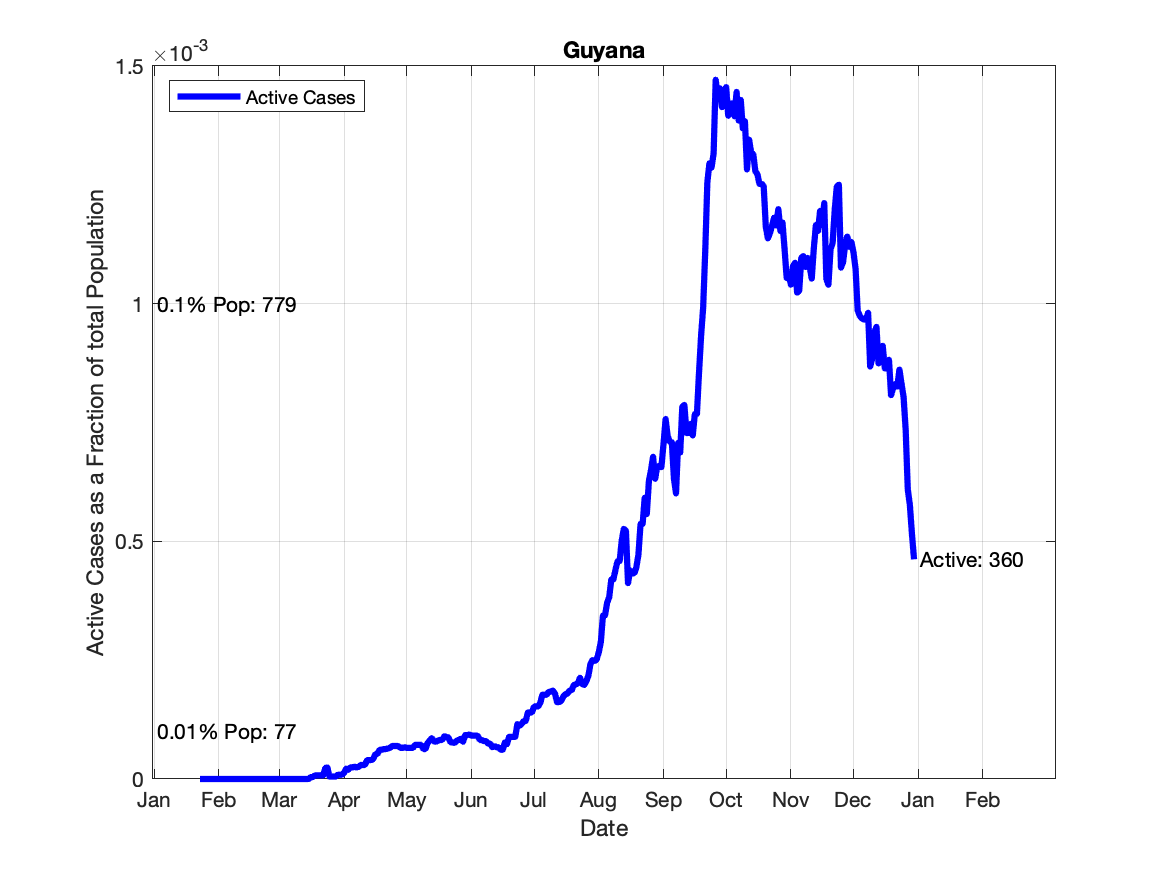 Guyana
×10-3
1.5
Active Cases
1
0.1% Pop: 779
0.5
Active: 360
0.01% Pop: 77
0
Jan Feb Mar Apr May Jun Jul Aug Sep Oct Nov Dec Jan Feb
Date
Active Cases as a Fraction of total Population